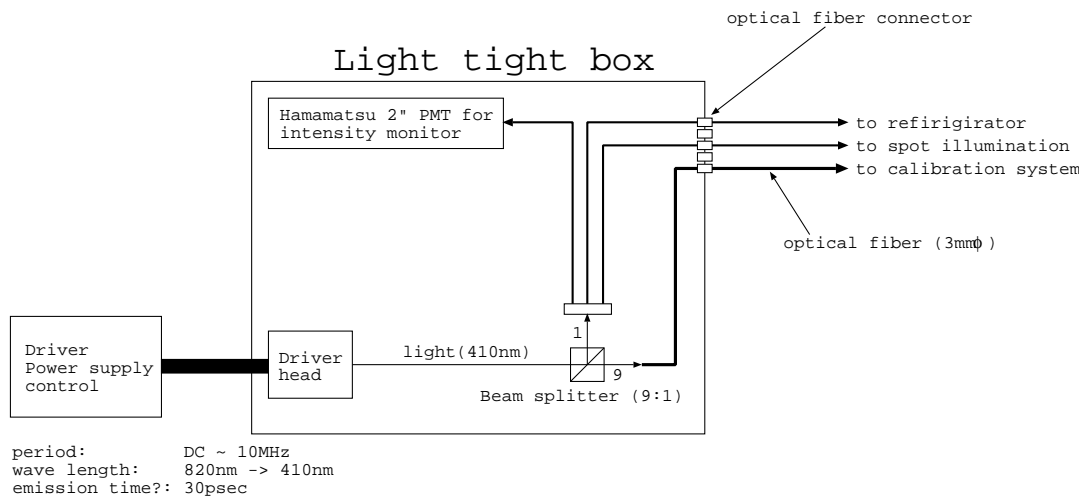 optical fiber connector
Light tight box
Hamamatsu 2" PMT for
intensity monitor
to refirigirator
to spot illumination
to calibration system
optical fiber (3mmϕ)
1
Driver
Power supply
control
Driver
head
light(410nm)
9
Beam splitter (9:1)
period: DC ~ 10MHz
wave length: 820nm -> 410nm
emission time?: 30psec